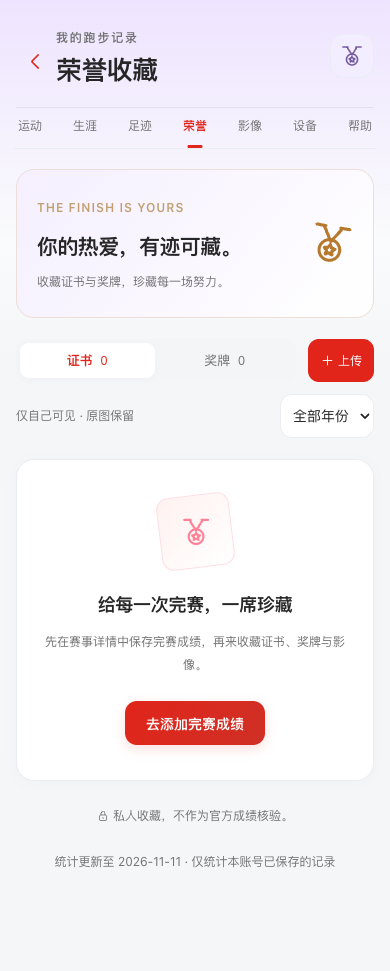 我的跑步记录
荣誉收藏
运动 生涯 足迹 荣誉 影像 设备 帮助
THE FINISH IS YOURS
你的热爱，有迹可藏。
收藏证书与奖牌，珍藏每一场努力。
证书 0 奖牌 0 ＋ 上传
仅自己可见 · 原图保留 全部年份
给每一次完赛，一席珍藏
先在赛事详情中保存完赛成绩，再来收藏证书、奖牌与影
像。
去添加完赛成绩
私人收藏，不作为官方成绩核验。
统计更新至 2026-11-11 · 仅统计本账号已保存的记录